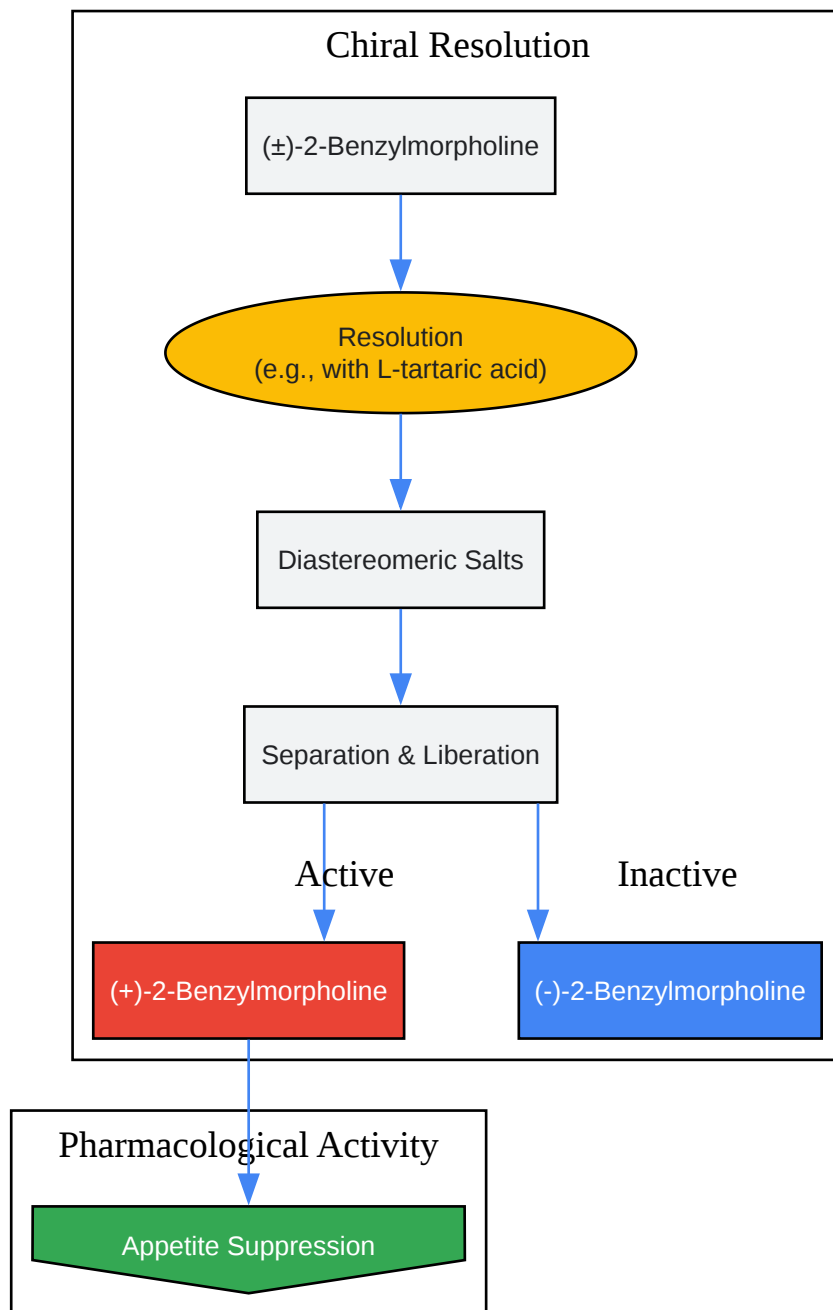 Chiral Resolution
(±)-2-Benzylmorpholine
Resolution
(e.g., with L-tartaric acid)
Diastereomeric Salts
Separation & Liberation
Active
Inactive
(+)-2-Benzylmorpholine
(-)-2-Benzylmorpholine
Pharmacological Activity
Appetite Suppression